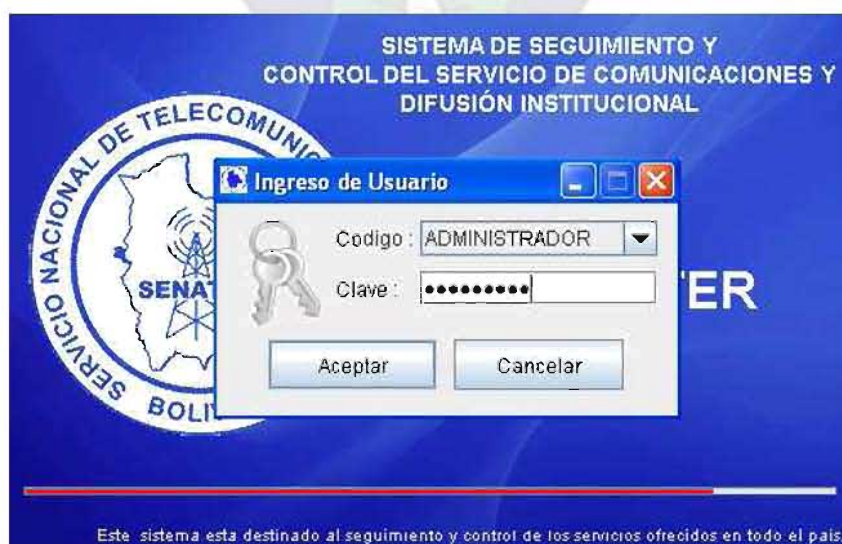 SISTEMA DE SEGUIMIENTO Y
CONTROL DEL SERVICIO DE COMUNICACIONES Y
DIFUSIÓN INSTITUCIONAL
SERVICIO NACIONAL DE TELECOMUNIC
SENAT
BOLIV
Ingreso de Usuario
Codigo : ADMINISTRADOR
Clave : •••••••••
ER
Aceptar Cancelar
Este sistema esta destinado al seguimiento y control de los servicios ofrecidos en todo el pais